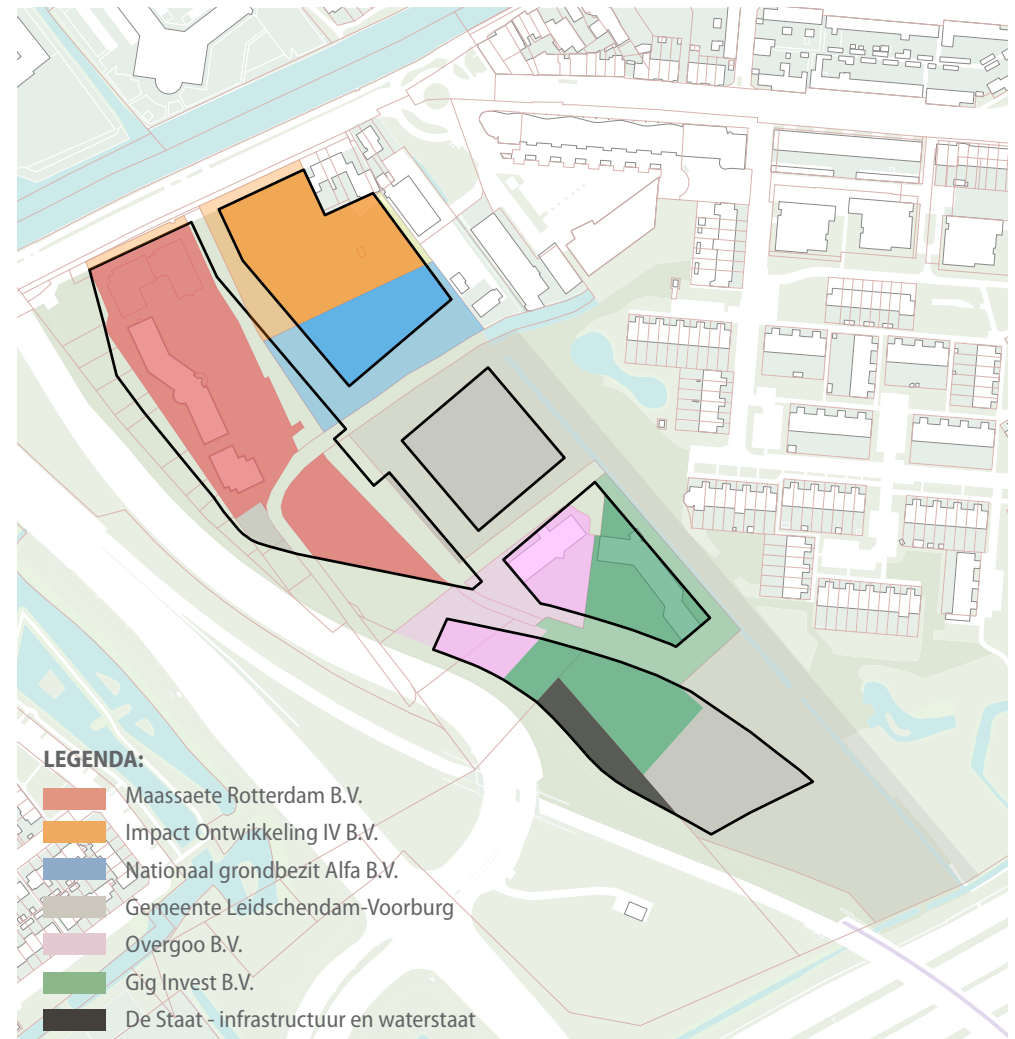 LEGENDA:
Maassaete Rotterdam B.V.
Impact Ontwikkeling IV B.V.
Nationaal grondbezit Alfa B.V.
Gemeente Leidschendam-Voorburg
Overgoo B.V.
Gig Invest B.V.
De Staat - infrastructuur en waterstaat